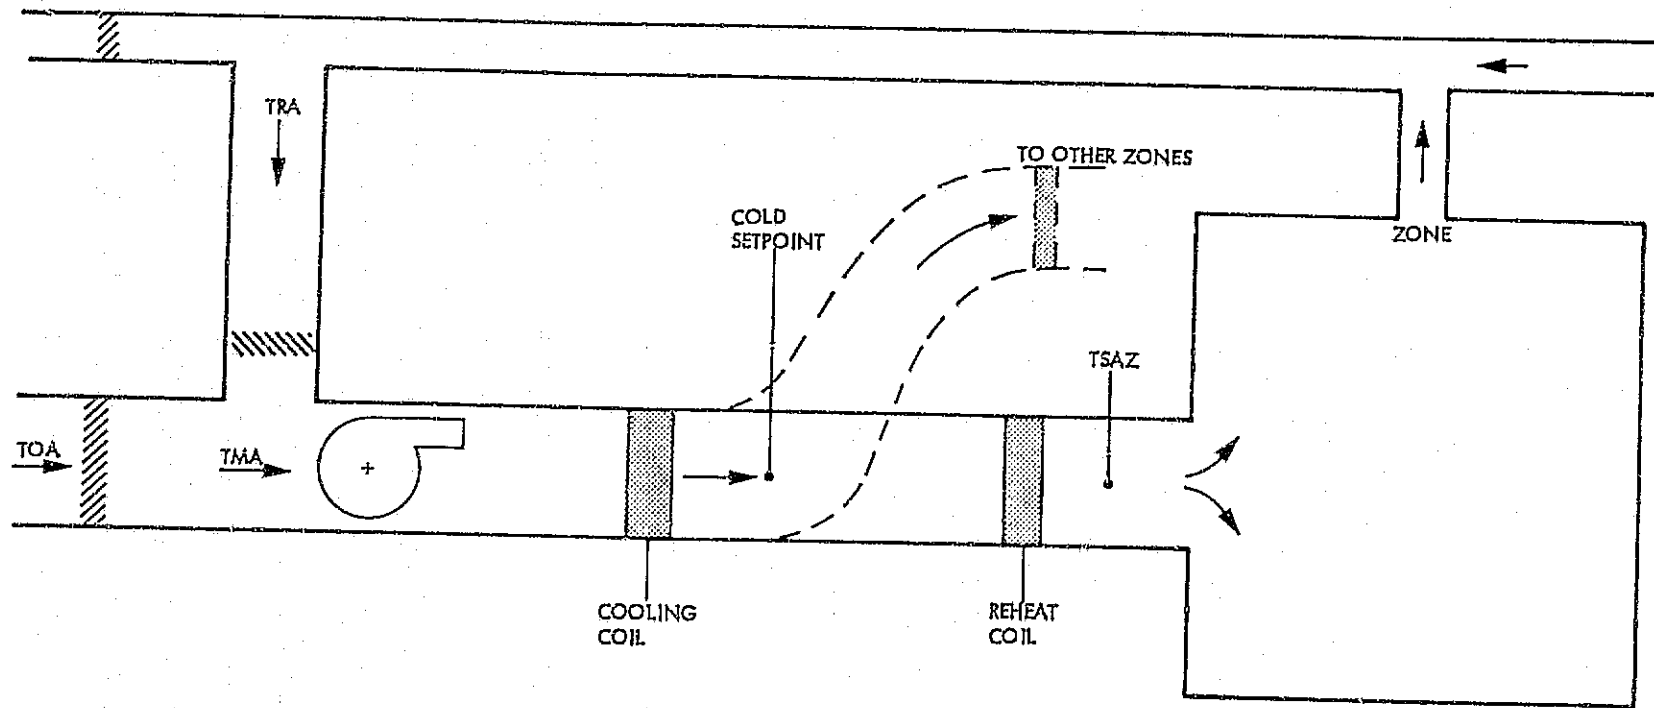 TRA
TO OTHER ZONES
COLD
SETPOINT
ZONE
TSAZ
TOA
TMA
+
COOLING
COIL
REHEAT
COIL